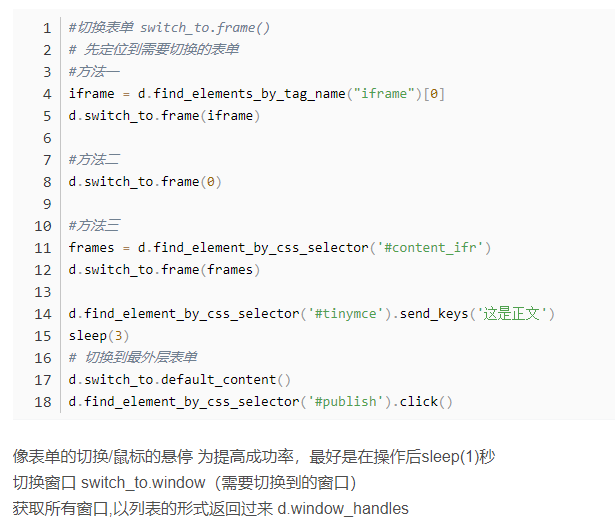 1 #切换表单 switch_to.frame()
2 # 先定位到需要切换的表单
3 #方法一
4 iframe = d.find_elements_by_tag_name("iframe")[0]
5 d.switch_to.frame(iframe)
6
7 #方法二
8 d.switch_to.frame(0)
9
10 #方法三
11 frames = d.find_element_by_css_selector('#content_ifr')
12 d.switch_to.frame(frames)
13
14 d.find_element_by_css_selector('#tinymce').send_keys('这是正文')
15 sleep(3)
16 # 切换到最外层表单
17 d.switch_to.default_content()
18 d.find_element_by_css_selector('#publish').click()
像表单的切换/鼠标的悬停 为提高成功率，最好是在操作后sleep(1)秒
切换窗口 switch_to.window（需要切换到的窗口）
获取所有窗口,以列表的形式返回过来 d.window_handles